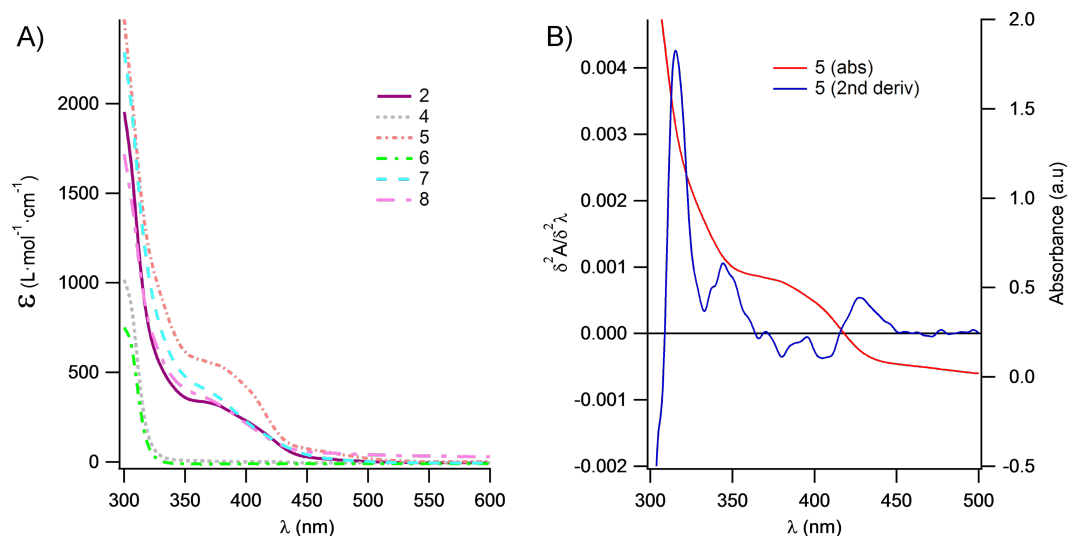 A)
2000
1500
1000
500
0
ε (L·mol⁻¹·cm⁻¹)
2
4
5
6
7
8
300 350 400 450 500 550 600
λ (nm)
B)
0.004
0.003
0.002
0.001
0.000
-0.001
-0.002
δ²A/δ²λ
5 (abs)
5 (2nd deriv)
2.0
1.5
1.0
0.5
0.0
-0.5
Absorbance (a.u)
300 350 400 450 500
λ (nm)